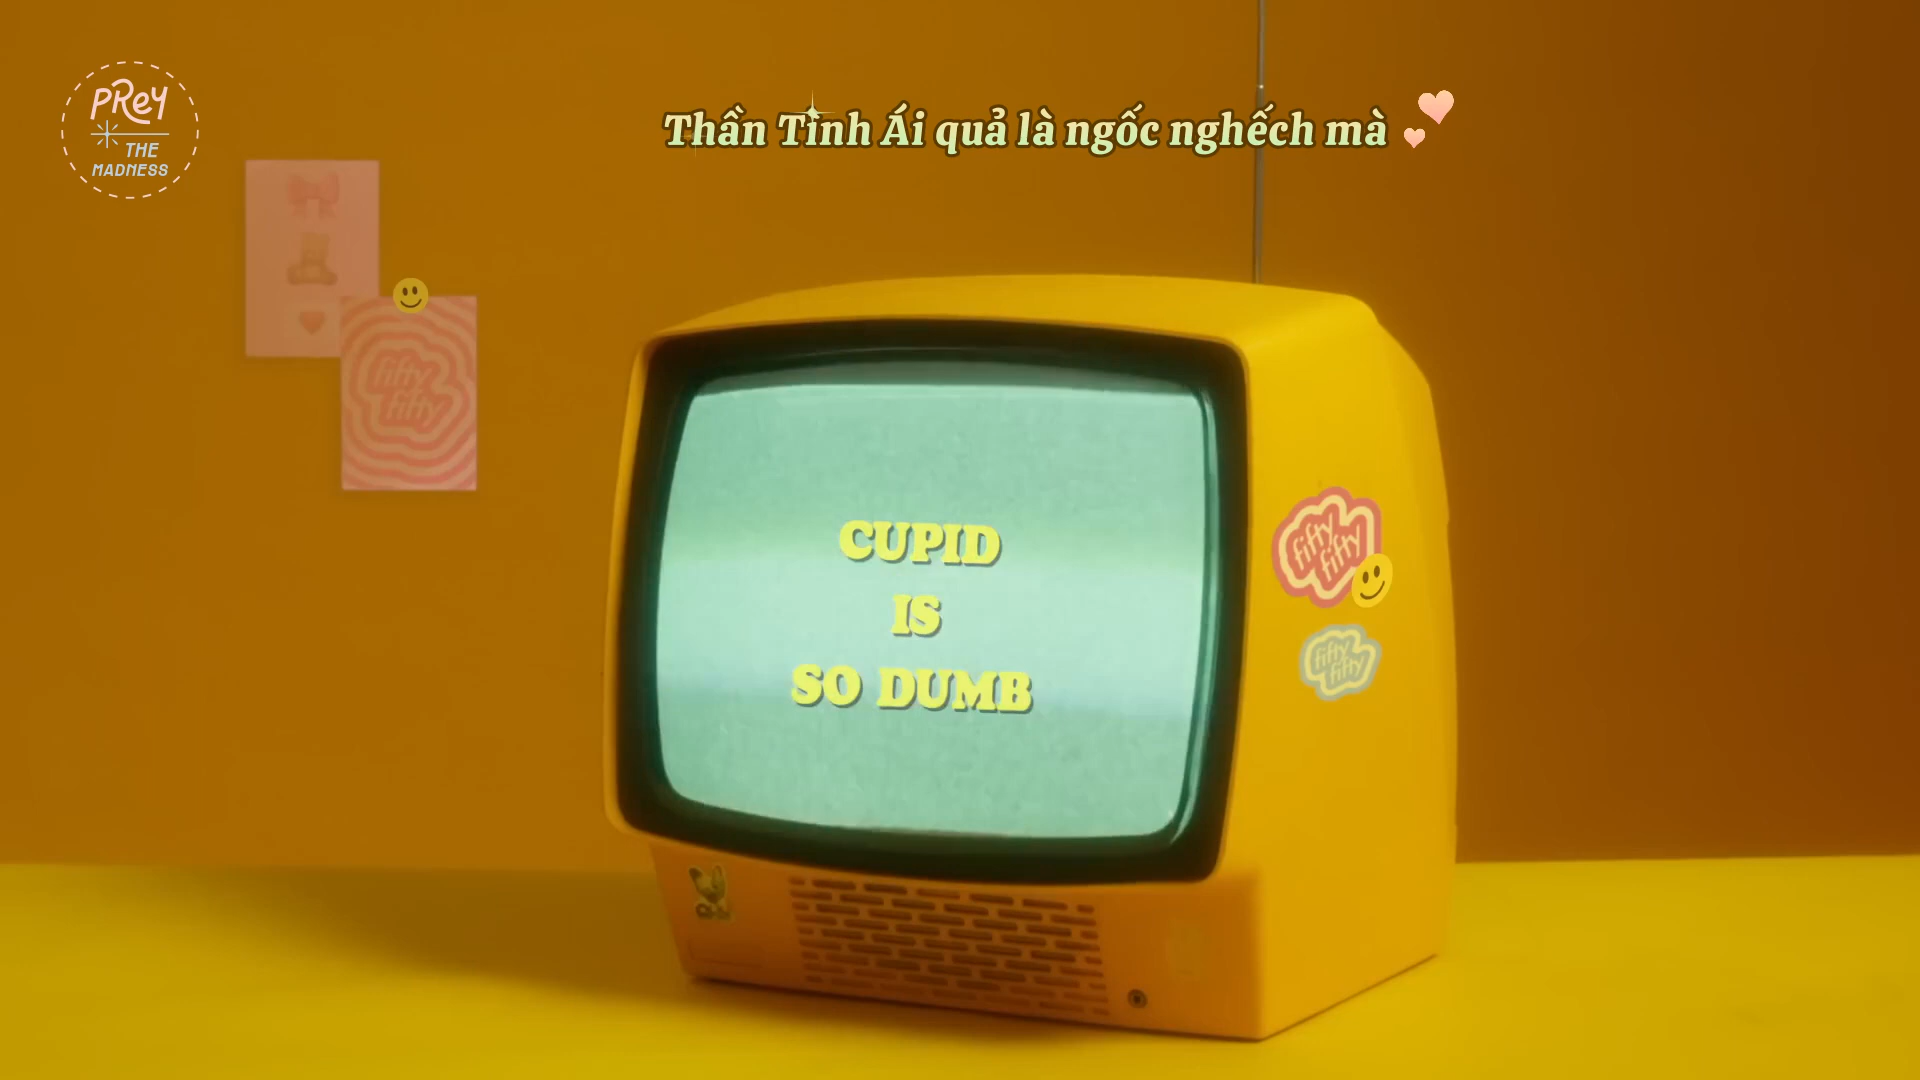 PREY
THE
MADNESS
Thần Tình Ái quả là ngốc nghếch mà
fifty
fifty
CUPID
IS
SO DUMB
fifty
fifty
fifty
fifty